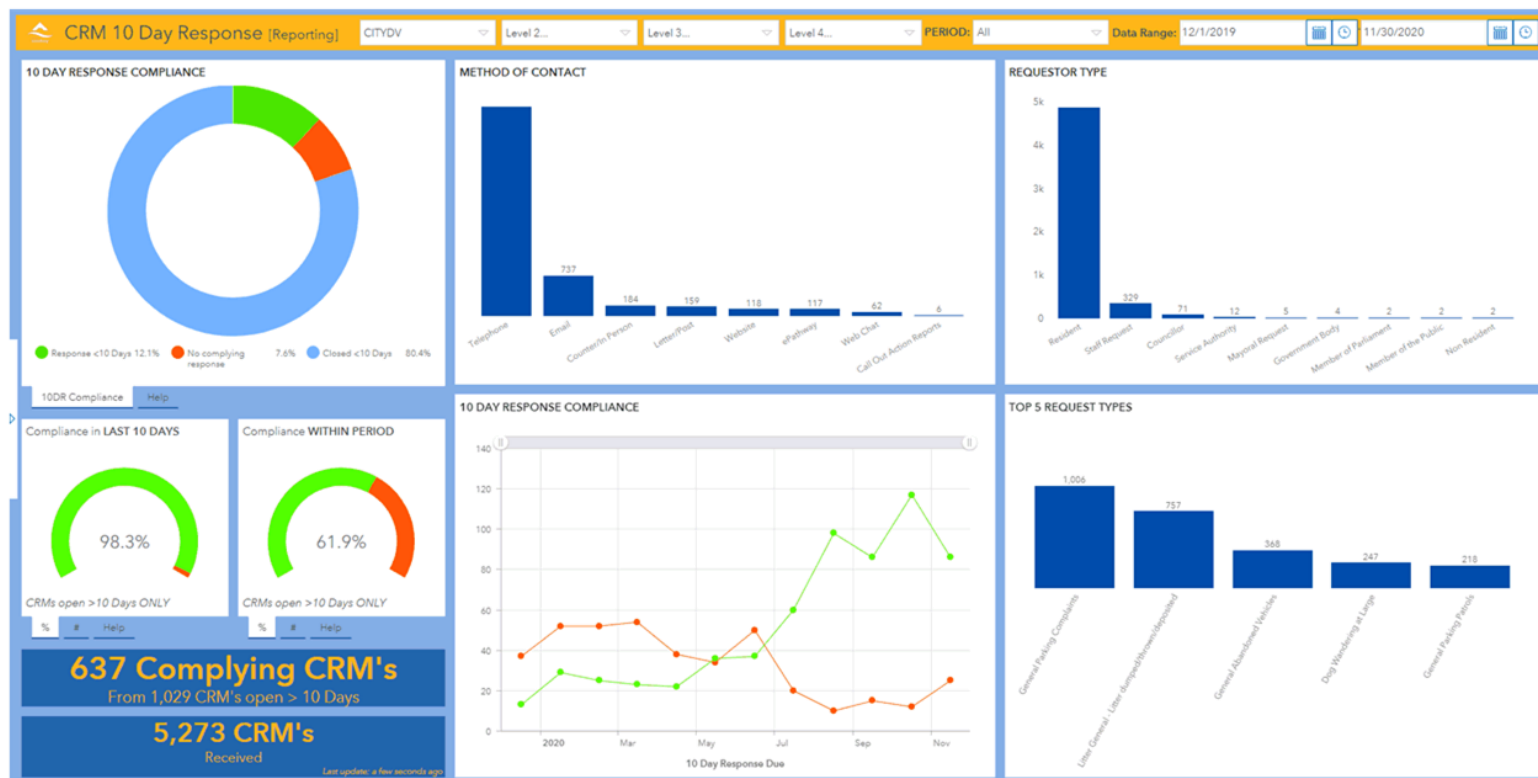 CRM 10 Day Response [Reporting]
CITYDV
Level 2...
Level 3...
Level 4...
PERIOD: All
Data Range: 12/1/2019
11/30/2020
10 DAY RESPONSE COMPLIANCE
Response <10 Days 12.1%
No complying response 7.6%
Closed <10 Days 80.4%
10DR Compliance
Help
METHOD OF CONTACT
737
184
159
118
117
62
6
Telephone
Email
Counter/In Person
Letter/Post
Website
ePathway
Web Chat
Call Out Action Reports
REQUESTOR TYPE
5k
4k
3k
2k
1k
0
329
71
12
5
4
2
2
2
Resident
Staff Request
Councillor
Service Authority
Mayoral Request
Government Body
Member of Parliament
Member of the Public
Non Resident
Compliance in LAST 10 DAYS
98.3%
CRMs open >10 Days ONLY
%
#
Help
Compliance WITHIN PERIOD
61.9%
CRMs open >10 Days ONLY
%
#
Help
637 Complying CRM's
From 1,029 CRM's open > 10 Days
5,273 CRM's
Received
Last update: a few seconds ago
10 DAY RESPONSE COMPLIANCE
140
120
100
80
60
40
20
0
2020
Mar
May
Jul
Sep
Nov
10 Day Response Due
TOP 5 REQUEST TYPES
1,006
757
368
247
218
General Parking Complaints
Litter General - Litter dumped/thrown/deposited
General Abandoned Vehicles
Dog Wandering at Large
General Parking Patrols